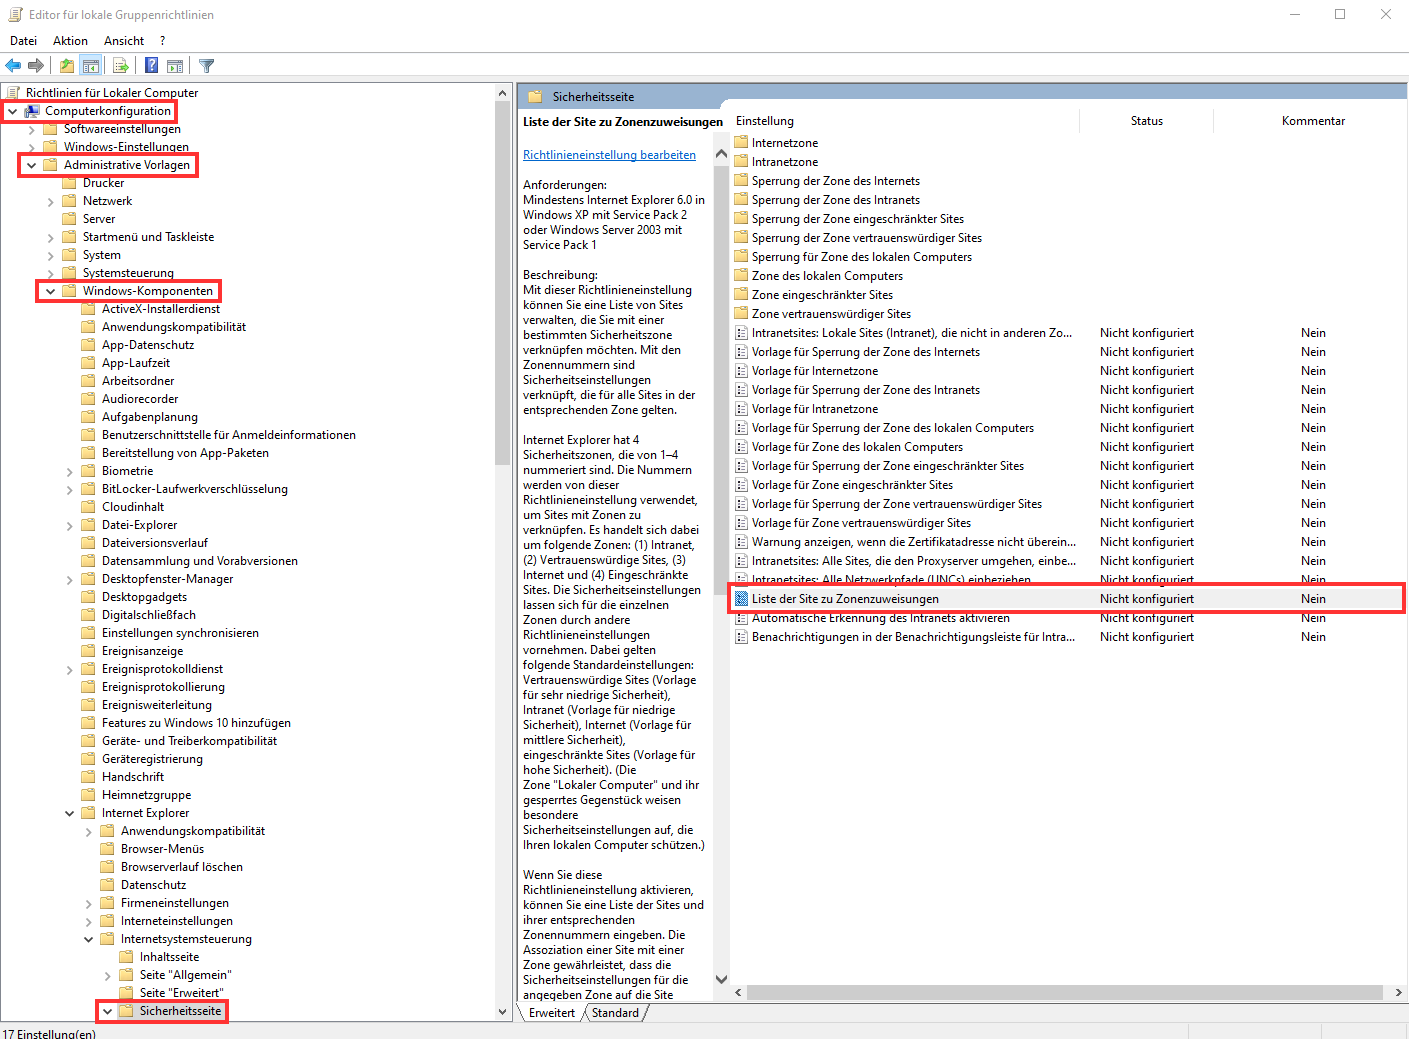 Editor für lokale Gruppenrichtlinien
Datei Aktion Ansicht ?
Richtlinien für Lokaler Computer
Computerkonfiguration
Softwareeinstellungen
Windows-Einstellungen
Administrative Vorlagen
Drucker
Netzwerk
Server
Startmenü und Taskleiste
System
Systemsteuerung
Windows-Komponenten
ActiveX-Installerdienst
Anwendungskompatibilität
App-Datenschutz
App-Laufzeit
Arbeitsordner
Audiorecorder
Aufgabenplanung
Benutzerschnittstelle für Anmeldeinformationen
Bereitstellung von App-Paketen
Biometrie
BitLocker-Laufwerkverschlüsselung
Cloudinhalt
Datei-Explorer
Dateiversionsverlauf
Datensammlung und Vorabversionen
Desktopfenster-Manager
Desktopgadgets
Digitalschließfach
Einstellungen synchronisieren
Ereignisanzeige
Ereignisprotokolldienst
Ereignisprotokollierung
Ereignisweiterleitung
Features zu Windows 10 hinzufügen
Geräte- und Treiberkompatibilität
Geräteregistrierung
Handschrift
Heimnetzgruppe
Internet Explorer
Anwendungskompatibilität
Browser-Menüs
Browserverlauf löschen
Datenschutz
Firmeneinstellungen
Interneteinstellungen
Internetsystemsteuerung
Inhaltsseite
Seite "Allgemein"
Seite "Erweitert"
Sicherheitsseite
Sicherheitsseite
Liste der Site zu Zonenzuweisungen
Richtlinieneinstellung bearbeiten
Anforderungen:
Mindestens Internet Explorer 6.0 in
Windows XP mit Service Pack 2
oder Windows Server 2003 mit
Service Pack 1
Beschreibung:
Mit dieser Richtlinieneinstellung
können Sie eine Liste von Sites
verwalten, die Sie mit einer
bestimmten Sicherheitszone
verknüpfen möchten. Mit den
Zonennummern sind
Sicherheitseinstellungen
verknüpft, die für alle Sites in der
entsprechenden Zone gelten.
Internet Explorer hat 4
Sicherheitszonen, die von 1–4
nummeriert sind. Die Nummern
werden von dieser
Richtlinieneinstellung verwendet,
um Sites mit Zonen zu
verknüpfen. Es handelt sich dabei
um folgende Zonen: (1) Intranet,
(2) Vertrauenswürdige Sites, (3)
Internet und (4) Eingeschränkte
Sites. Die Sicherheitseinstellungen
lassen sich für die einzelnen
Zonen durch andere
Richtlinieneinstellungen
vornehmen. Dabei gelten
folgende Standardeinstellungen:
Vertrauenswürdige Sites (Vorlage
für sehr niedrige Sicherheit),
Intranet (Vorlage für niedrige
Sicherheit), Internet (Vorlage für
mittlere Sicherheit),
eingeschränkte Sites (Vorlage für
hohe Sicherheit). (Die
Zone "Lokaler Computer" und ihr
gesperrtes Gegenstück weisen
besondere
Sicherheitseinstellungen auf, die
Ihren lokalen Computer schützen.)
Wenn Sie diese
Richtlinieneinstellung aktivieren,
können Sie eine Liste der Sites und
ihrer entsprechenden
Zonennummern eingeben. Die
Assoziation einer Site mit einer
Zone gewährleistet, dass die
Sicherheitseinstellungen für die
angegeben Zone auf die Site
Einstellung Status Kommentar
Internetzone
Intranetzone
Sperrung der Zone des Internets
Sperrung der Zone des Intranets
Sperrung der Zone eingeschränkter Sites
Sperrung der Zone vertrauenswürdiger Sites
Sperrung für Zone des lokalen Computers
Zone des lokalen Computers
Zone eingeschränkter Sites
Zone vertrauenswürdiger Sites
Intranetsites: Lokale Sites (Intranet), die nicht in anderen Zo... Nicht konfiguriert Nein
Vorlage für Sperrung der Zone des Internets Nicht konfiguriert Nein
Vorlage für Internetzone Nicht konfiguriert Nein
Vorlage für Sperrung der Zone des Intranets Nicht konfiguriert Nein
Vorlage für Intranetzone Nicht konfiguriert Nein
Vorlage für Sperrung der Zone des lokalen Computers Nicht konfiguriert Nein
Vorlage für Zone des lokalen Computers Nicht konfiguriert Nein
Vorlage für Sperrung der Zone eingeschränkter Sites Nicht konfiguriert Nein
Vorlage für Zone eingeschränkter Sites Nicht konfiguriert Nein
Vorlage für Sperrung der Zone vertrauenswürdiger Sites Nicht konfiguriert Nein
Vorlage für Zone vertrauenswürdiger Sites Nicht konfiguriert Nein
Warnung anzeigen, wenn die Zertifikatadresse nicht überein... Nicht konfiguriert Nein
Intranetsites: Alle Sites, die den Proxyserver umgehen, einbe... Nicht konfiguriert Nein
Intranetsites: Alle Netzwerkpfade (UNCs) einbeziehen Nicht konfiguriert Nein
Liste der Site zu Zonenzuweisungen Nicht konfiguriert Nein
Automatische Erkennung des Intranets aktivieren Nicht konfiguriert Nein
Benachrichtigungen in der Benachrichtigungsleiste für Intra... Nicht konfiguriert Nein
Erweitert Standard
17 Einstellung(en)